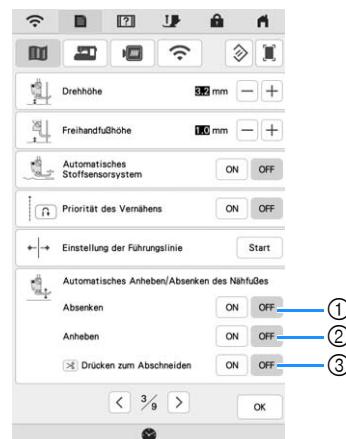 Drehhöhe 3.2 mm − +
Freihandfußhöhe 1.0 mm − +
Automatisches
Stoffsensorsystem ON OFF
Priorität des Vernähens ON OFF
Einstellung der Führungslinie Start
Automatisches Anheben/Absenken des Nähfußes
Absenken ON OFF ①
Anheben ON OFF ②
Drücken zum Abschneiden ON OFF ③
< 3/9 > OK